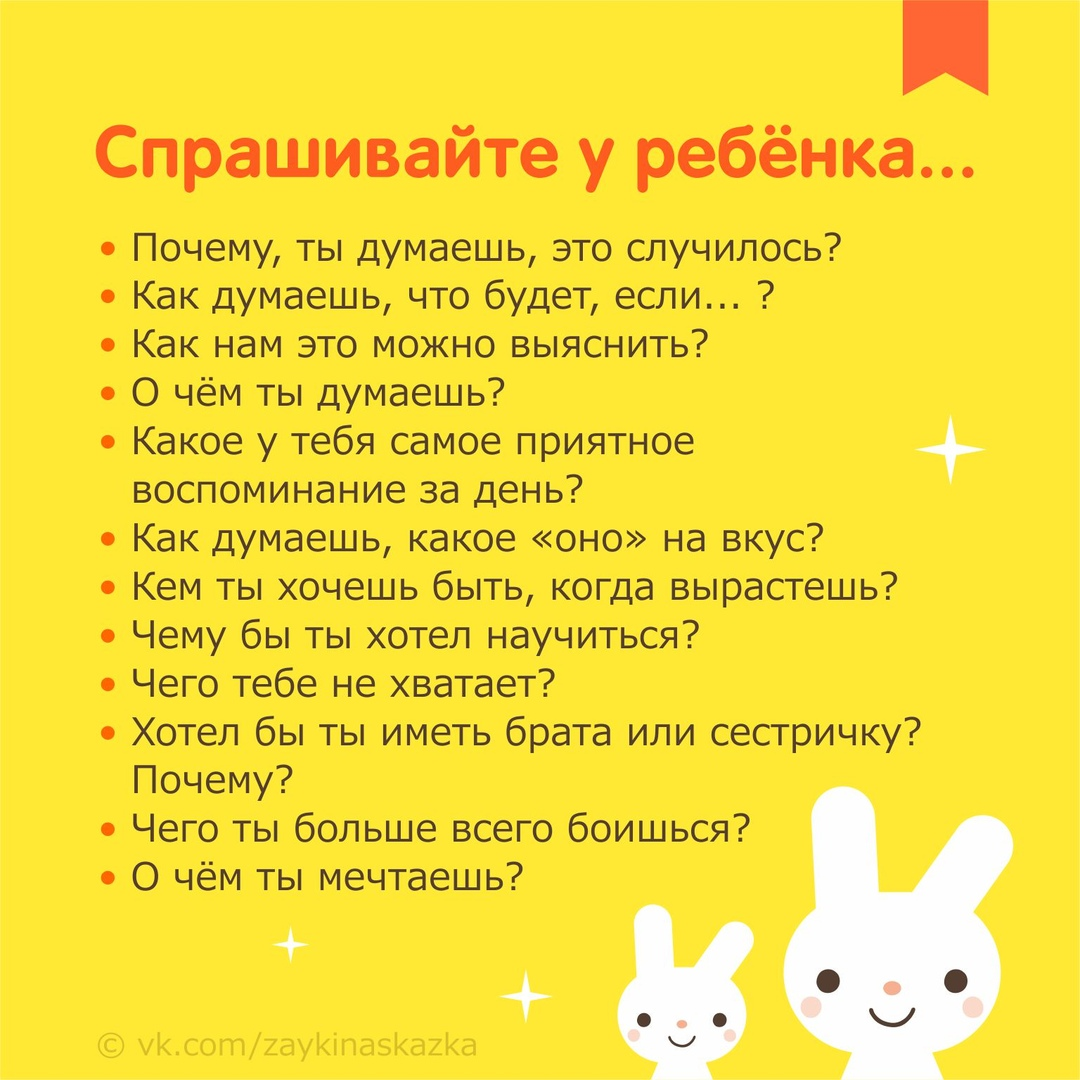 Спрашивайте у ребёнка...
• Почему, ты думаешь, это случилось?
• Как думаешь, что будет, если... ?
• Как нам это можно выяснить?
• О чём ты думаешь?
• Какое у тебя самое приятное
воспоминание за день?
• Как думаешь, какое «оно» на вкус?
• Кем ты хочешь быть, когда вырастешь?
• Чему бы ты хотел научиться?
• Чего тебе не хватает?
• Хотел бы ты иметь брата или сестричку?
Почему?
• Чего ты больше всего боишься?
• О чём ты мечтаешь?
© vk.com/zaykinaskazka